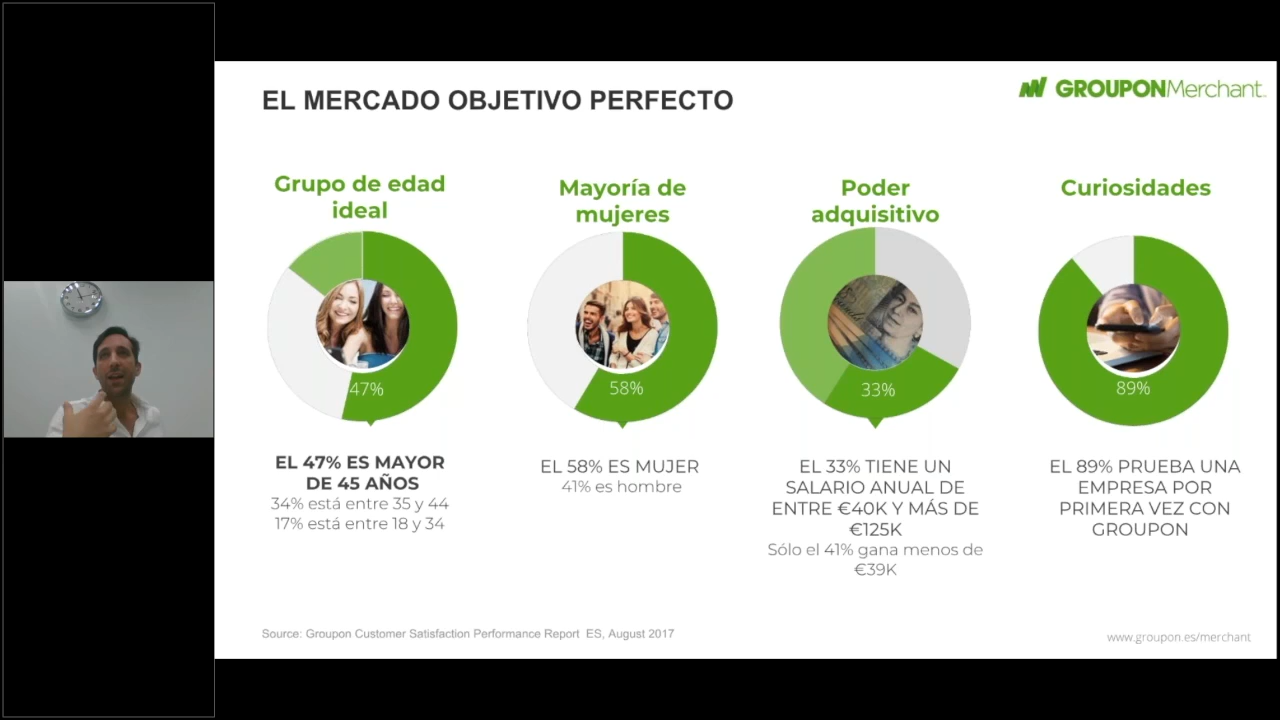 EL MERCADO OBJETIVO PERFECTO
GROUPONMerchant
Grupo de edad
ideal
47%
EL 47% ES MAYOR
DE 45 AÑOS
34% está entre 35 y 44
17% está entre 18 y 34
Mayoría de
mujeres
58%
EL 58% ES MUJER
41% es hombre
Poder
adquisitivo
33%
EL 33% TIENE UN
SALARIO ANUAL DE
ENTRE €40K Y MÁS DE
€125K
Sólo el 41% gana menos de
€39K
Curiosidades
89%
EL 89% PRUEBA UNA
EMPRESA POR
PRIMERA VEZ CON
GROUPON
Source: Groupon Customer Satisfaction Performance Report ES, August 2017
www.groupon.es/merchant